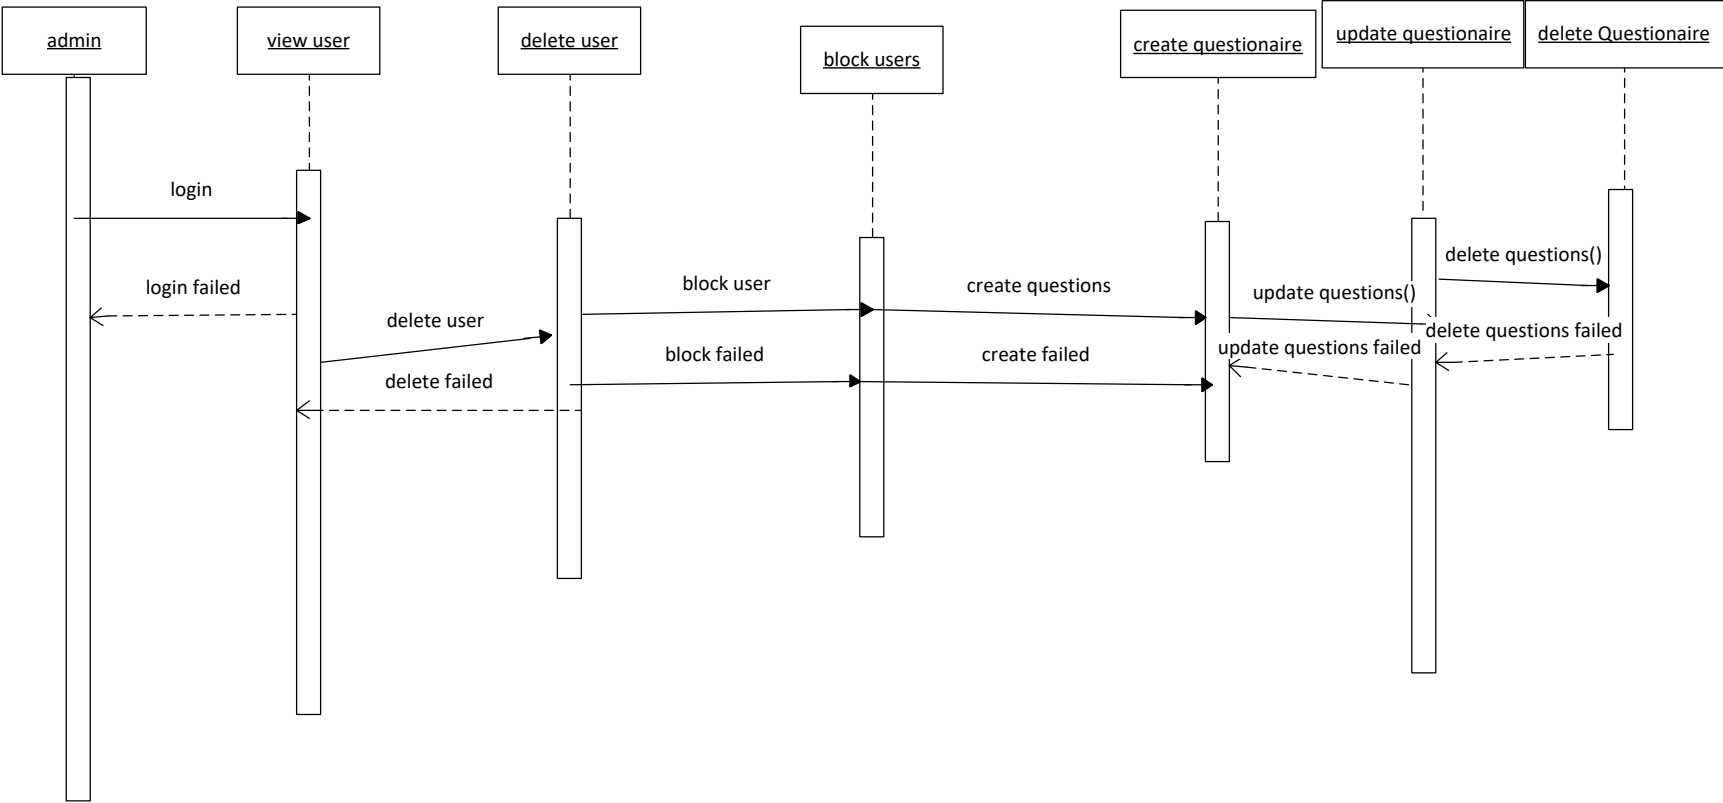 admin
view user
delete user
block users
create questionaire
update questionaire
delete Questionaire
login
login failed
delete user
delete failed
block user
block failed
create questions
create failed
update questions()
update questions failed
delete questions()
delete questions failed